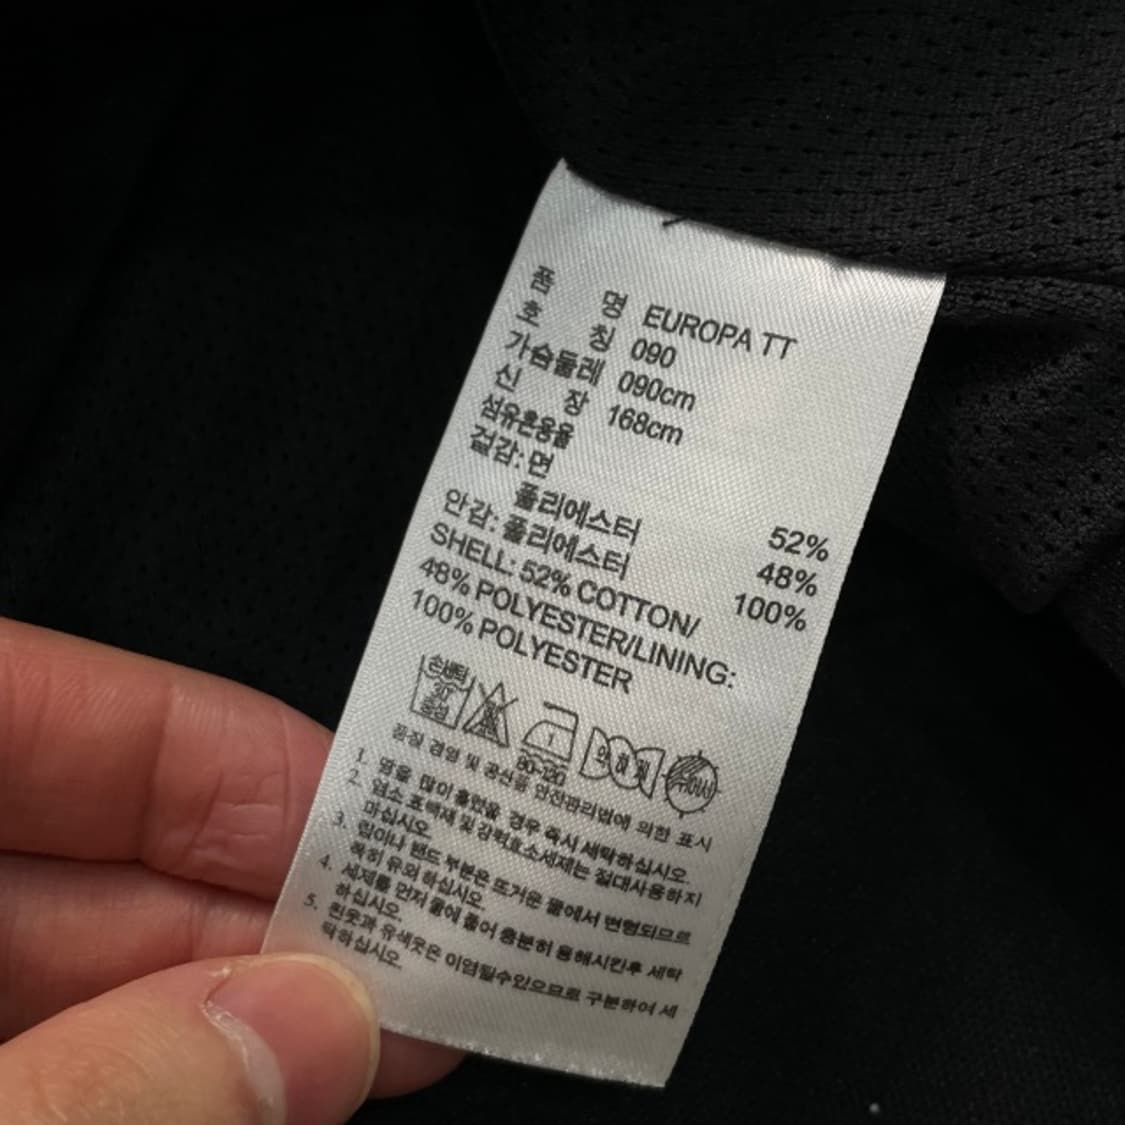 품 명 EUROPA TT
호 칭 090
가슴둘레 090cm
신 장 168cm
섬유혼용율
겉감: 면 52%
폴리에스터 48%
안감: 폴리에스터 100%
SHELL: 52% COTTON/
48% POLYESTER/LINING:
100% POLYESTER
손세탁
30
중성
1
80-120
약하게
뉘어서
품질 경영 및 공산품 안전관리법에 의한 표시
1. 땀을 많이 흘렸을 경우 즉시 세탁하십시오.
2. 염소 표백제 및 강력효소세제는 절대사용하지
마십시오
3. 림이나 밴드 부분은 뜨거운 물에서 변형되므로
특히 유의하십시오.
4. 세제를 먼저 물에 풀어 충분히 용해시킨후 세탁
하십시오.
5. 흰옷과 유색옷은 이염될수있으므로 구분하여 세
탁하십시오.